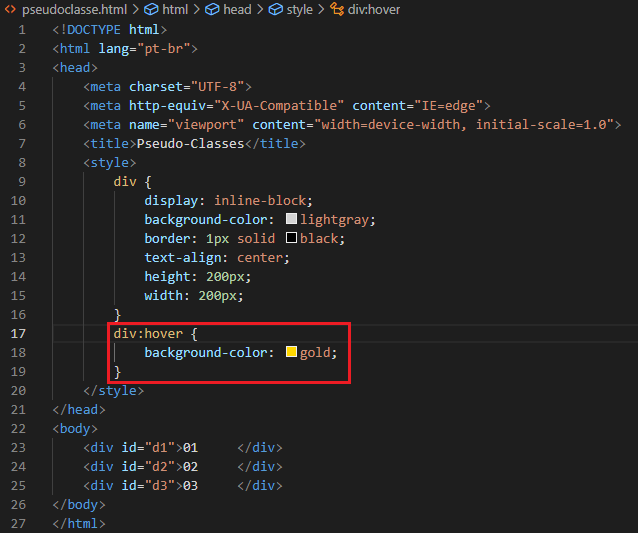 pseudoclasse.html > html > head > style > div:hover
1 <!DOCTYPE html>
2 <html lang="pt-br">
3 <head>
4     <meta charset="UTF-8">
5     <meta http-equiv="X-UA-Compatible" content="IE=edge">
6     <meta name="viewport" content="width=device-width, initial-scale=1.0">
7     <title>Pseudo-Classes</title>
8     <style>
9         div {
10             display: inline-block;
11             background-color: lightgray;
12             border: 1px solid black;
13             text-align: center;
14             height: 200px;
15             width: 200px;
16         }
17         div:hover {
18             background-color: gold;
19         }
20     </style>
21 </head>
22 <body>
23     <div id="d1">01     </div>
24     <div id="d2">02     </div>
25     <div id="d3">03     </div>
26 </body>
27 </html>